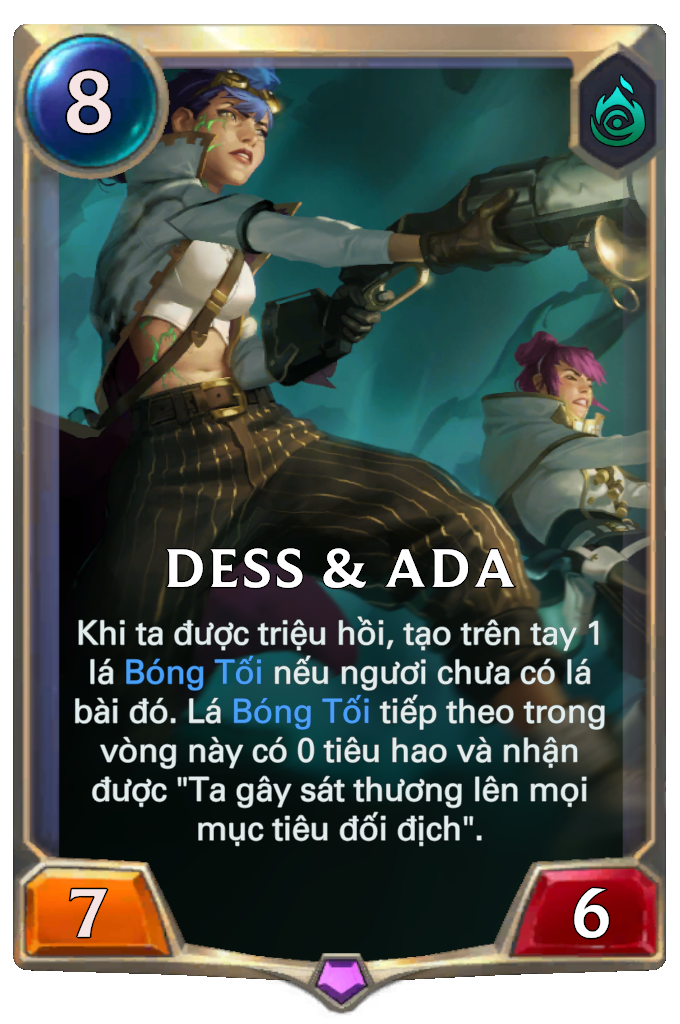 8
DESS & ADA
Khi ta được triệu hồi, tạo trên tay 1
lá Bóng Tối nếu ngươi chưa có lá
bài đó. Lá Bóng Tối tiếp theo trong
vòng này có 0 tiêu hao và nhận
được "Ta gây sát thương lên mọi
mục tiêu đối địch".
7
6